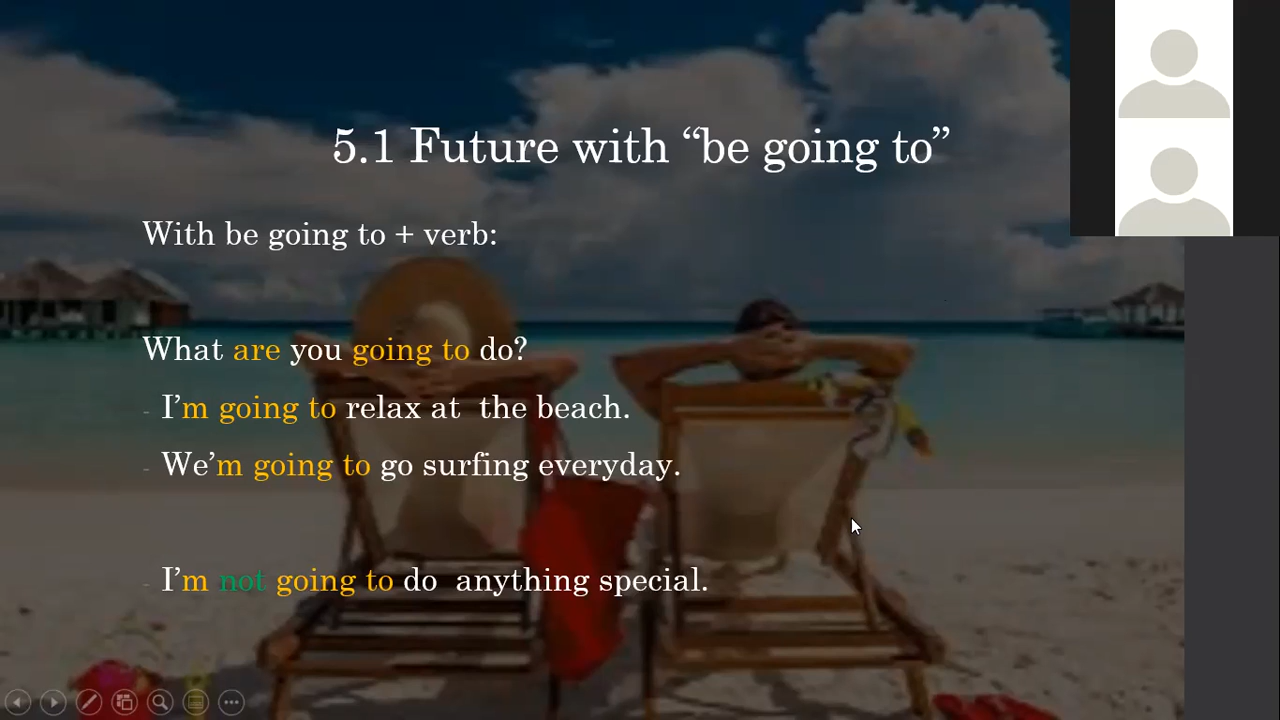 5.1 Future with “be going to”
With be going to + verb:
What are you going to do?
- I’m going to relax at  the beach.
- We’m going to go surfing everyday.
- I’m not going to do  anything special.